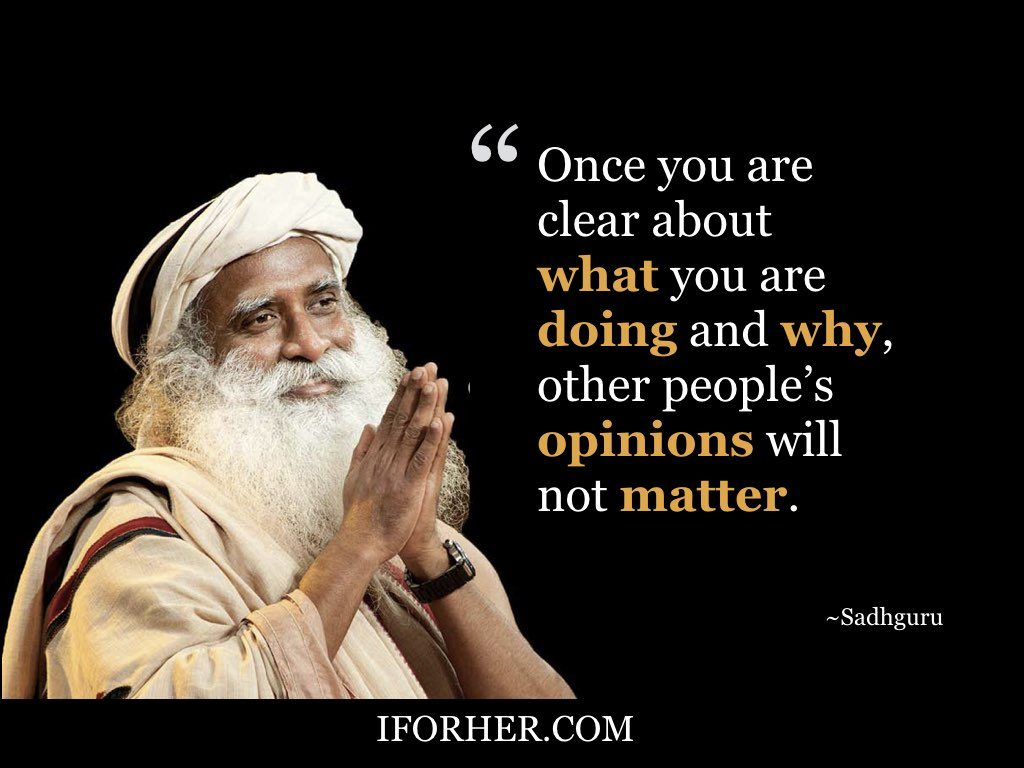 “ Once you are
clear about
what you are
doing and why,
other people’s
opinions will
not matter.
~Sadhguru
IFORHER.COM